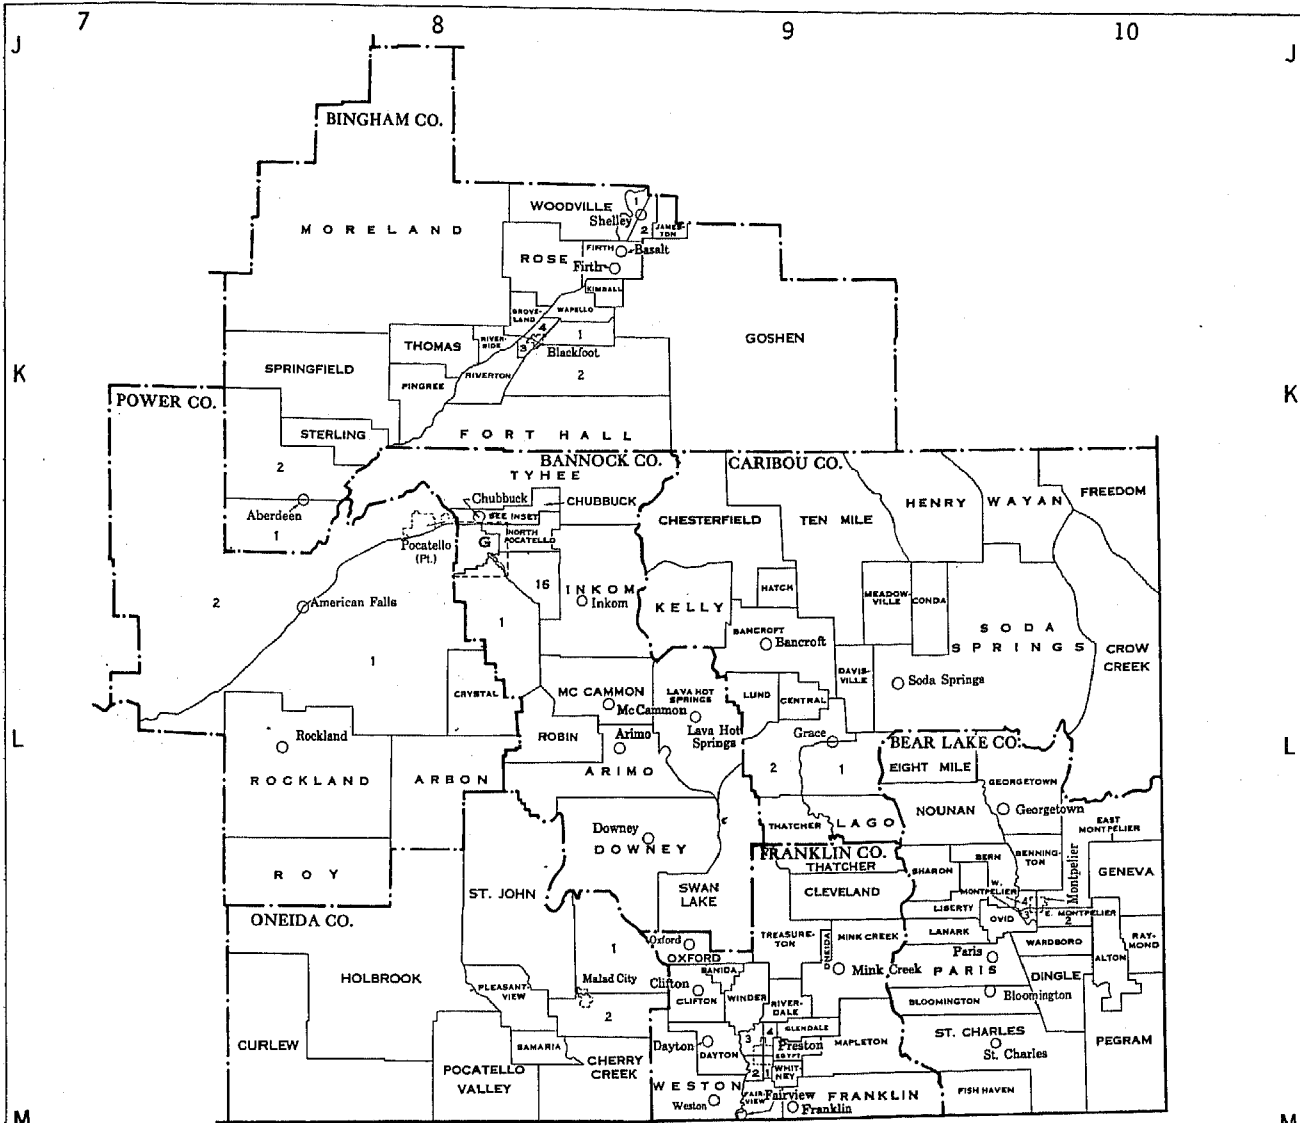 7
8
9
10
J
J
BINGHAM CO.
MORELAND
WOODVILLE
1
Shelley
2
JAMES-
TON
ROSE
FIRTH
Basalt
Firth
KIMBALL
GROVE-
LAND
WAPELLO
4
1
THOMAS
RIVER-
SIDE
3
Blackfoot
GOSHEN
SPRINGFIELD
PINGREE
RIVERTON
2
K
K
POWER CO.
STERLING
FORT HALL
2
BANNOCK CO.
CARIBOU CO.
TYHEE
Aberdeen
1
Chubbuck
CHUBBUCK
SEE INSET
HENRY
WAYAN
FREEDOM
CHESTERFIELD
TEN MILE
Pocatello
(Pt.)
G
NORTH
POCATELLO
16
INKOM
Inkom
2
American Falls
KELLY
HATCH
MEADOW-
VILLE
CONDA
1
SODA
SPRINGS
BANCROFT
Bancroft
CROW
CREEK
1
CRYSTAL
MC CAMMON
McCammon
LAVA HOT
SPRINGS
Lava Hot
Springs
LUND
CENTRAL
DAVIS-
VILLE
Soda Springs
L
L
Rockland
ROBIN
Arimo
ARIMO
Grace
BEAR LAKE CO.
EIGHT MILE
ROCKLAND
ARBON
2
1
GEORGETOWN
NOUNAN
Georgetown
Downey
DOWNEY
THATCHER
LAGO
EAST
MONTPELIER
FRANKLIN CO.
THATCHER
ROY
ST. JOHN
SWAN
LAKE
CLEVELAND
SHARON
BERN
BENNING-
TON
Montpelier
GENEVA
W.
MONTPELIER
LIBERTY
4
3
E. MONTPELIER
2
OVID
ONEIDA CO.
1
Oxford
OXFORD
TREASURE-
TON
ONEIDA
MINK CREEK
LANARK
WARDBORO
ALTON
RAY-
MOND
HOLBROOK
Malad City
Clifton
BANIDA
Mink Creek
Paris
PARIS
DINGLE
PLEASANT-
VIEW
CLIFTON
WINDER
RIVER-
DALE
BLOOMINGTON
Bloomington
2
CURLEW
SAMARIA
Dayton
DAYTON
3
4
GLENDALE
Preston
EGYPT
MAPLETON
ST. CHARLES
St. Charles
PEGRAM
POCATELLO
VALLEY
CHERRY
CREEK
2
1
WHIT-
NEY
WESTON
Weston
FAIR-
VIEW
Fairview
FRANKLIN
Franklin
FISH HAVEN
M
M